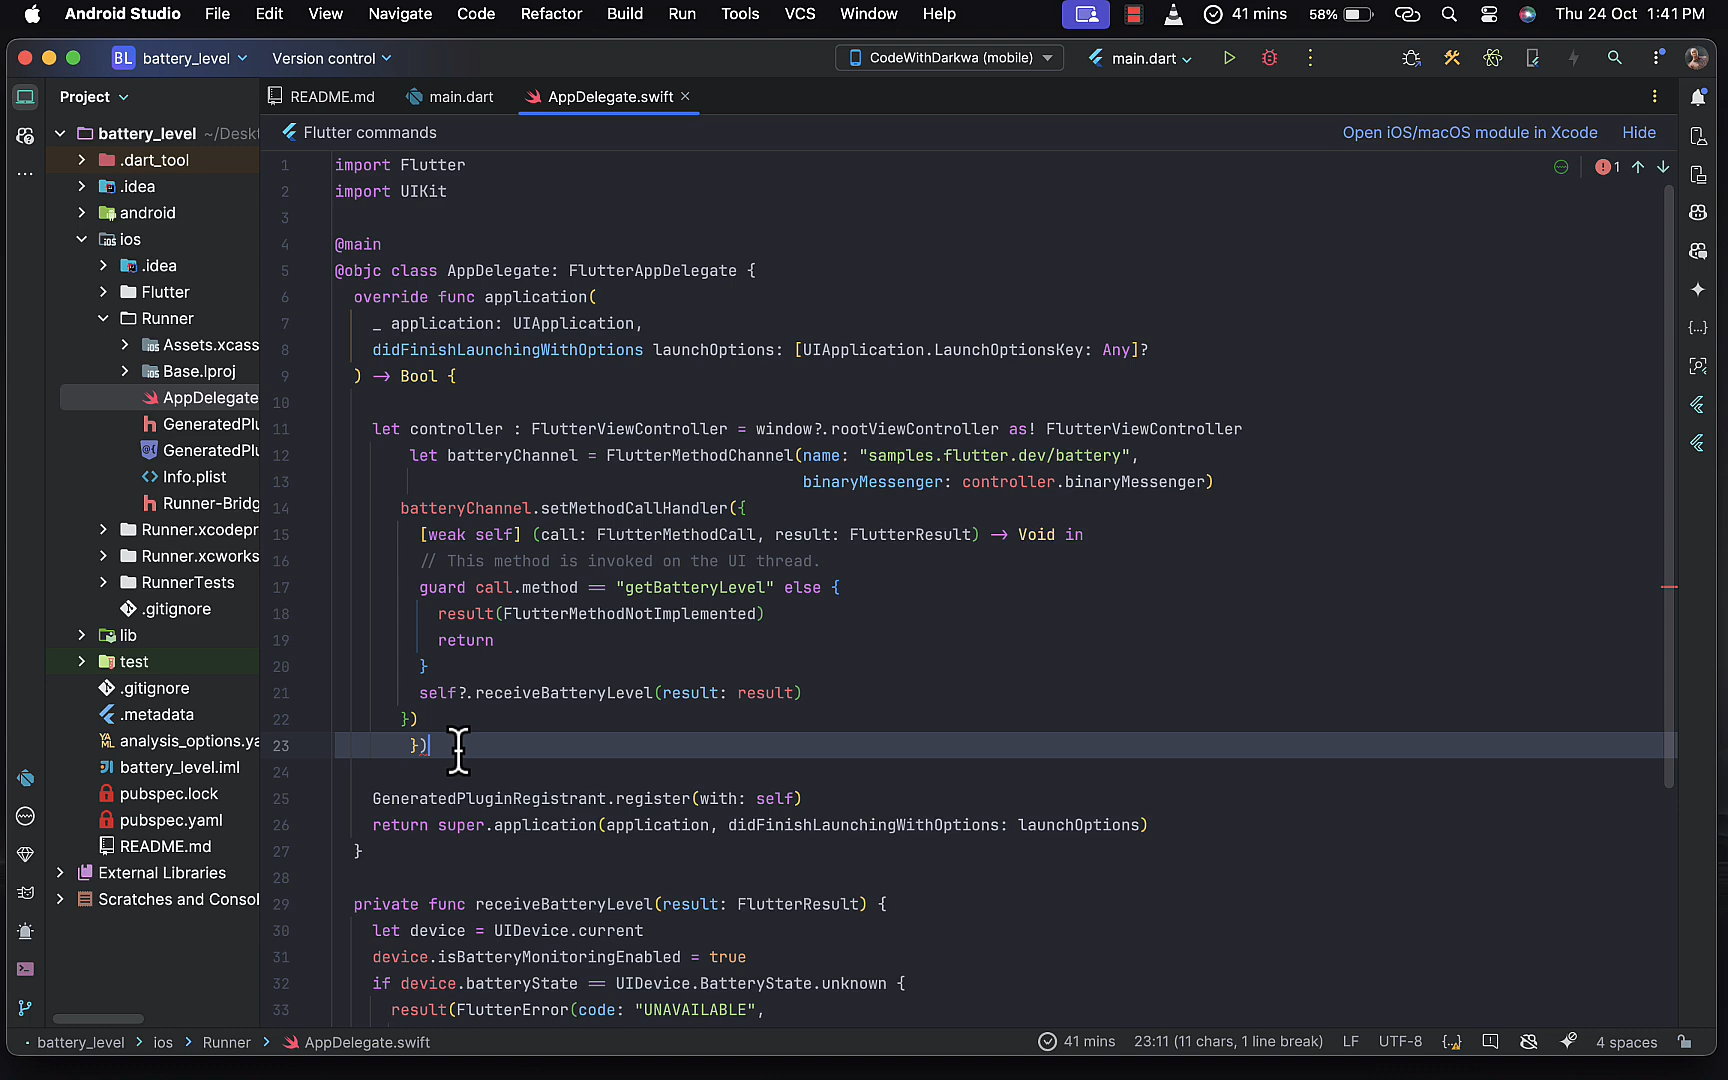 Android Studio File Edit View Navigate Code Refactor Build Run Tools VCS Window Help 41 mins 58% Thu 24 Oct 1:41 PM
BL battery_level Version control CodeWithDarkwa (mobile) main.dart
Project README.md main.dart AppDelegate.swift
Flutter commands Open iOS/macOS module in Xcode Hide
battery_level ~/Deskt
.dart_tool
.idea
android
ios
.idea
Flutter
Runner
Assets.xcass
Base.lproj
AppDelegate
GeneratedPlu
GeneratedPlu
Info.plist
Runner-Bridg
Runner.xcodepr
Runner.xcworks
RunnerTests
.gitignore
lib
test
.gitignore
.metadata
analysis_options.ya
battery_level.iml
pubspec.lock
pubspec.yaml
README.md
External Libraries
Scratches and Consol
1 import Flutter
2 import UIKit
3
4 @main
5 @objc class AppDelegate: FlutterAppDelegate {
6 override func application(
7 _ application: UIApplication,
8 didFinishLaunchingWithOptions launchOptions: [UIApplication.LaunchOptionsKey: Any]?
9 ) -> Bool {
10
11 let controller : FlutterViewController = window?.rootViewController as! FlutterViewController
12 let batteryChannel = FlutterMethodChannel(name: "samples.flutter.dev/battery",
13 binaryMessenger: controller.binaryMessenger)
14 batteryChannel.setMethodCallHandler({
15 [weak self] (call: FlutterMethodCall, result: FlutterResult) -> Void in
16 // This method is invoked on the UI thread.
17 guard call.method == "getBatteryLevel" else {
18 result(FlutterMethodNotImplemented)
19 return
20 }
21 self?.receiveBatteryLevel(result: result)
22 })
23 })
24
25 GeneratedPluginRegistrant.register(with: self)
26 return super.application(application, didFinishLaunchingWithOptions: launchOptions)
27 }
28
29 private func receiveBatteryLevel(result: FlutterResult) {
30 let device = UIDevice.current
31 device.isBatteryMonitoringEnabled = true
32 if device.batteryState == UIDevice.BatteryState.unknown {
33 result(FlutterError(code: "UNAVAILABLE",
1
battery_level > ios > Runner > AppDelegate.swift 41 mins 23:11 (11 chars, 1 line break) LF UTF-8 4 spaces